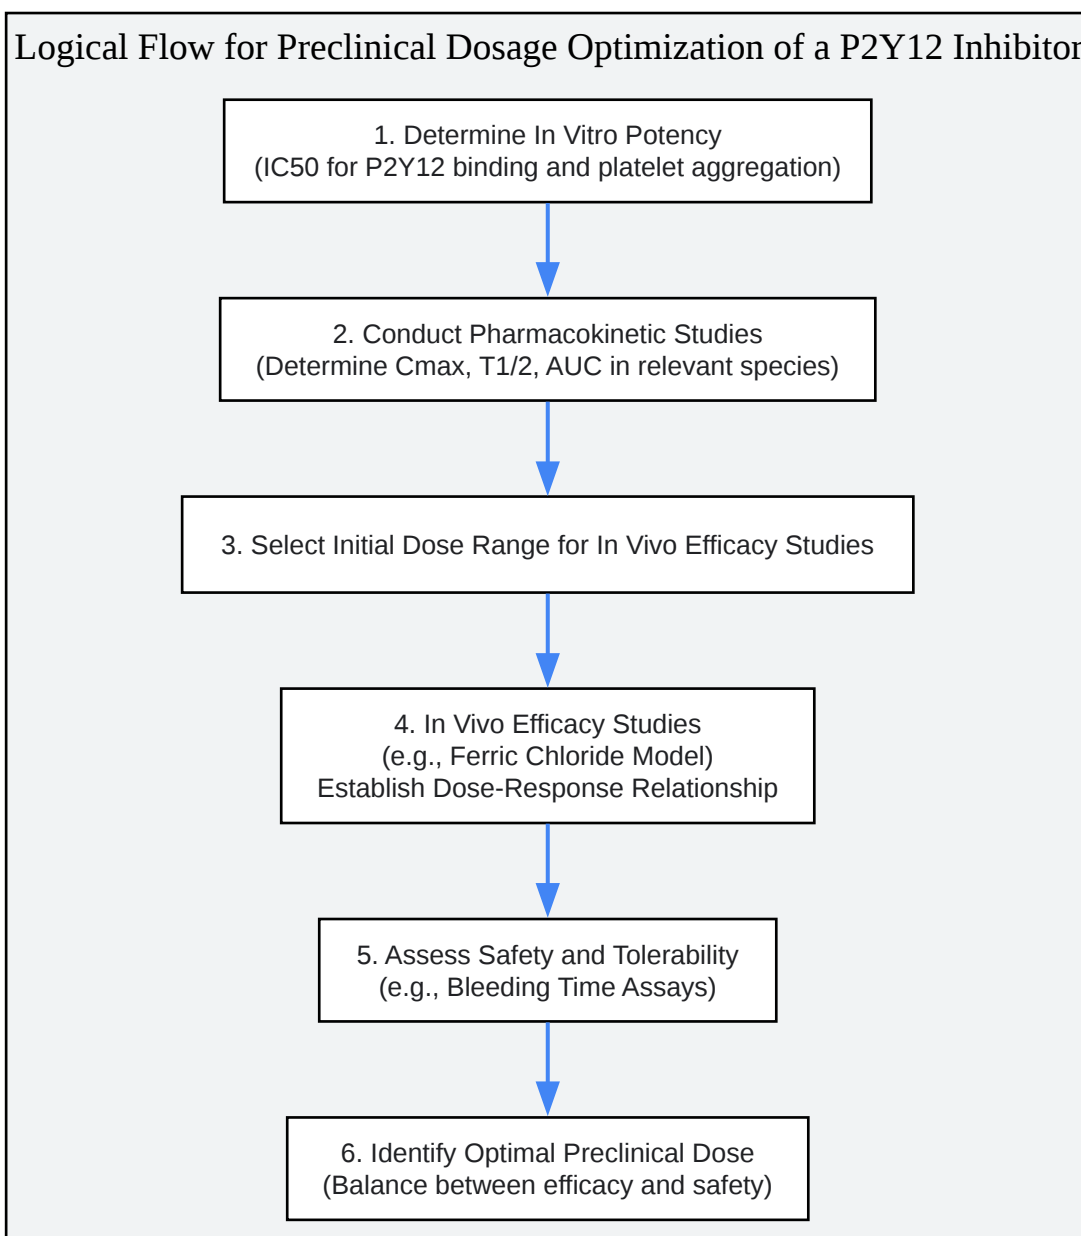 Logical Flow for Preclinical Dosage Optimization of a P2Y12 Inhibitor
1. Determine In Vitro Potency
(IC50 for P2Y12 binding and platelet aggregation)
2. Conduct Pharmacokinetic Studies
(Determine Cmax, T1/2, AUC in relevant species)
3. Select Initial Dose Range for In Vivo Efficacy Studies
4. In Vivo Efficacy Studies
(e.g., Ferric Chloride Model)
Establish Dose-Response Relationship
5. Assess Safety and Tolerability
(e.g., Bleeding Time Assays)
6. Identify Optimal Preclinical Dose
(Balance between efficacy and safety)